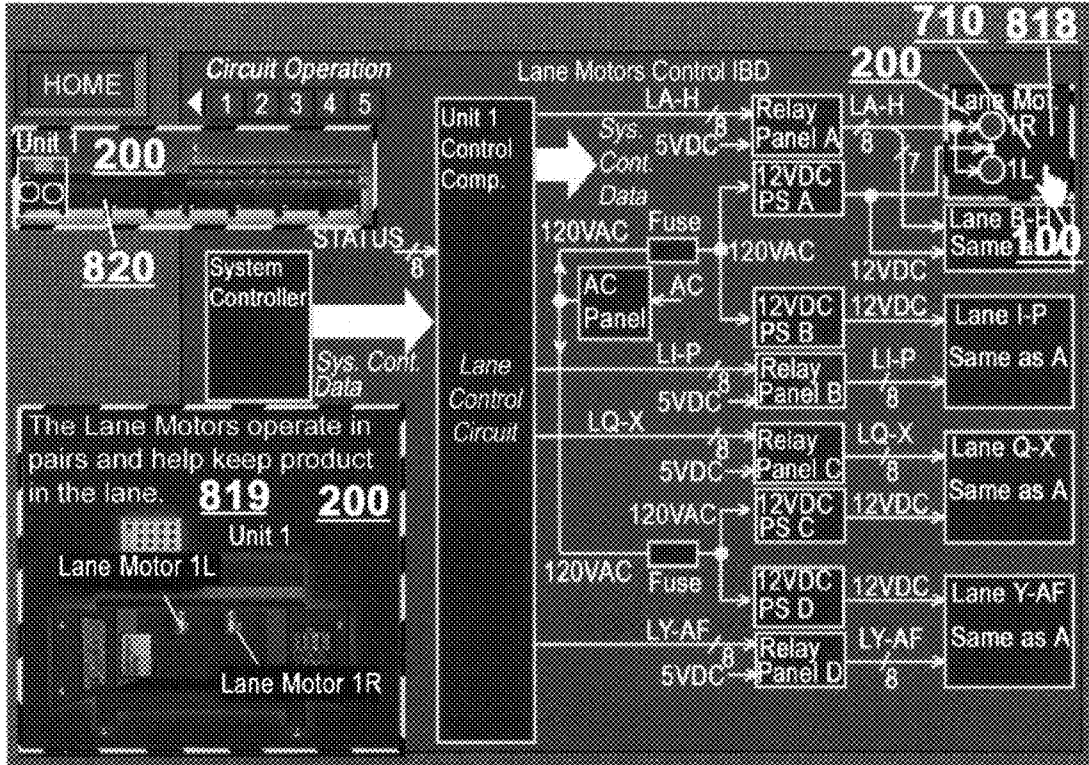 HOME
Circuit Operation
1 2 3 4 5
Lane Motors Control IBD
710
818
200
Unit 1
200
820
STATUS
8
System
Controller
Sys. Cont.
Data
Unit 1
Control
Comp.
Lane
Control
Circuit
LA-H
8
5VDC
Sys.
Cont.
Data
Relay
Panel A
LA-H
8
7
Lane Mot.
1R
1L
100
12VDC
PS A
Fuse
120VAC
120VAC
AC
Panel
AC
Lane B-H
Same
12VDC
12VDC
PS B
12VDC
Lane I-P
Same as A
LI-P
8
5VDC
Relay
Panel B
LI-P
8
LQ-X
8
5VDC
Relay
Panel C
LQ-X
8
Lane Q-X
Same as A
12VDC
PS C
12VDC
120VAC
120VAC
Fuse
12VDC
PS D
12VDC
Lane Y-AF
Same as A
LY-AF
8
5VDC
Relay
Panel D
LY-AF
8
The Lane Motors operate in
pairs and help keep product
in the lane.
819
200
Unit 1
Lane Motor 1L
Lane Motor 1R